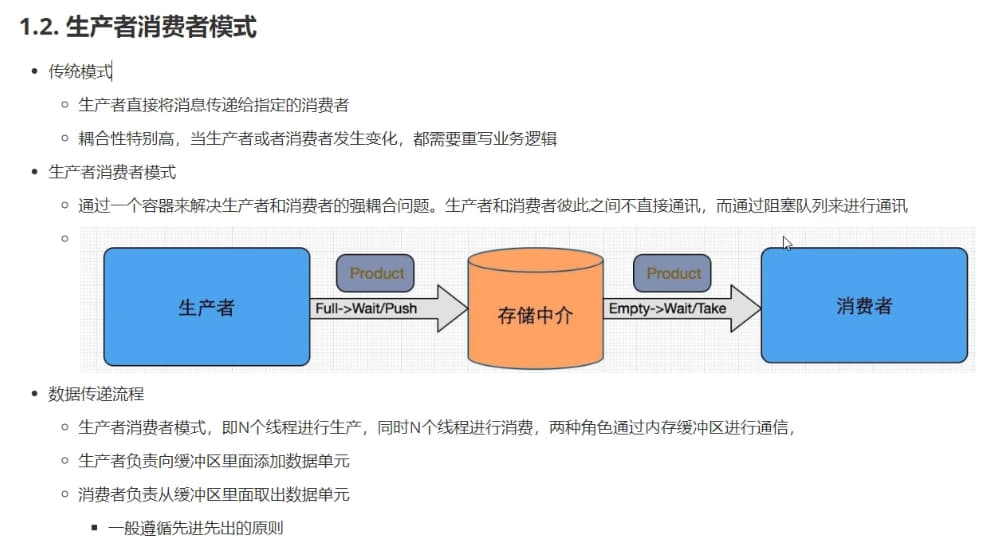 1.2. 生产者消费者模式
传统模式
生产者直接将消息传递给指定的消费者
耦合性特别高，当生产者或者消费者发生变化，都需要重写业务逻辑
生产者消费者模式
通过一个容器来解决生产者和消费者的强耦合问题。生产者和消费者彼此之间不直接通讯，而通过阻塞队列来进行通讯
生产者
Product
Full->Wait/Push
存储中介
Product
Empty->Wait/Take
消费者
数据传递流程
生产者消费者模式，即N个线程进行生产，同时N个线程进行消费，两种角色通过内存缓冲区进行通信，
生产者负责向缓冲区里面添加数据单元
消费者负责从缓冲区里面取出数据单元
一般遵循先进先出的原则